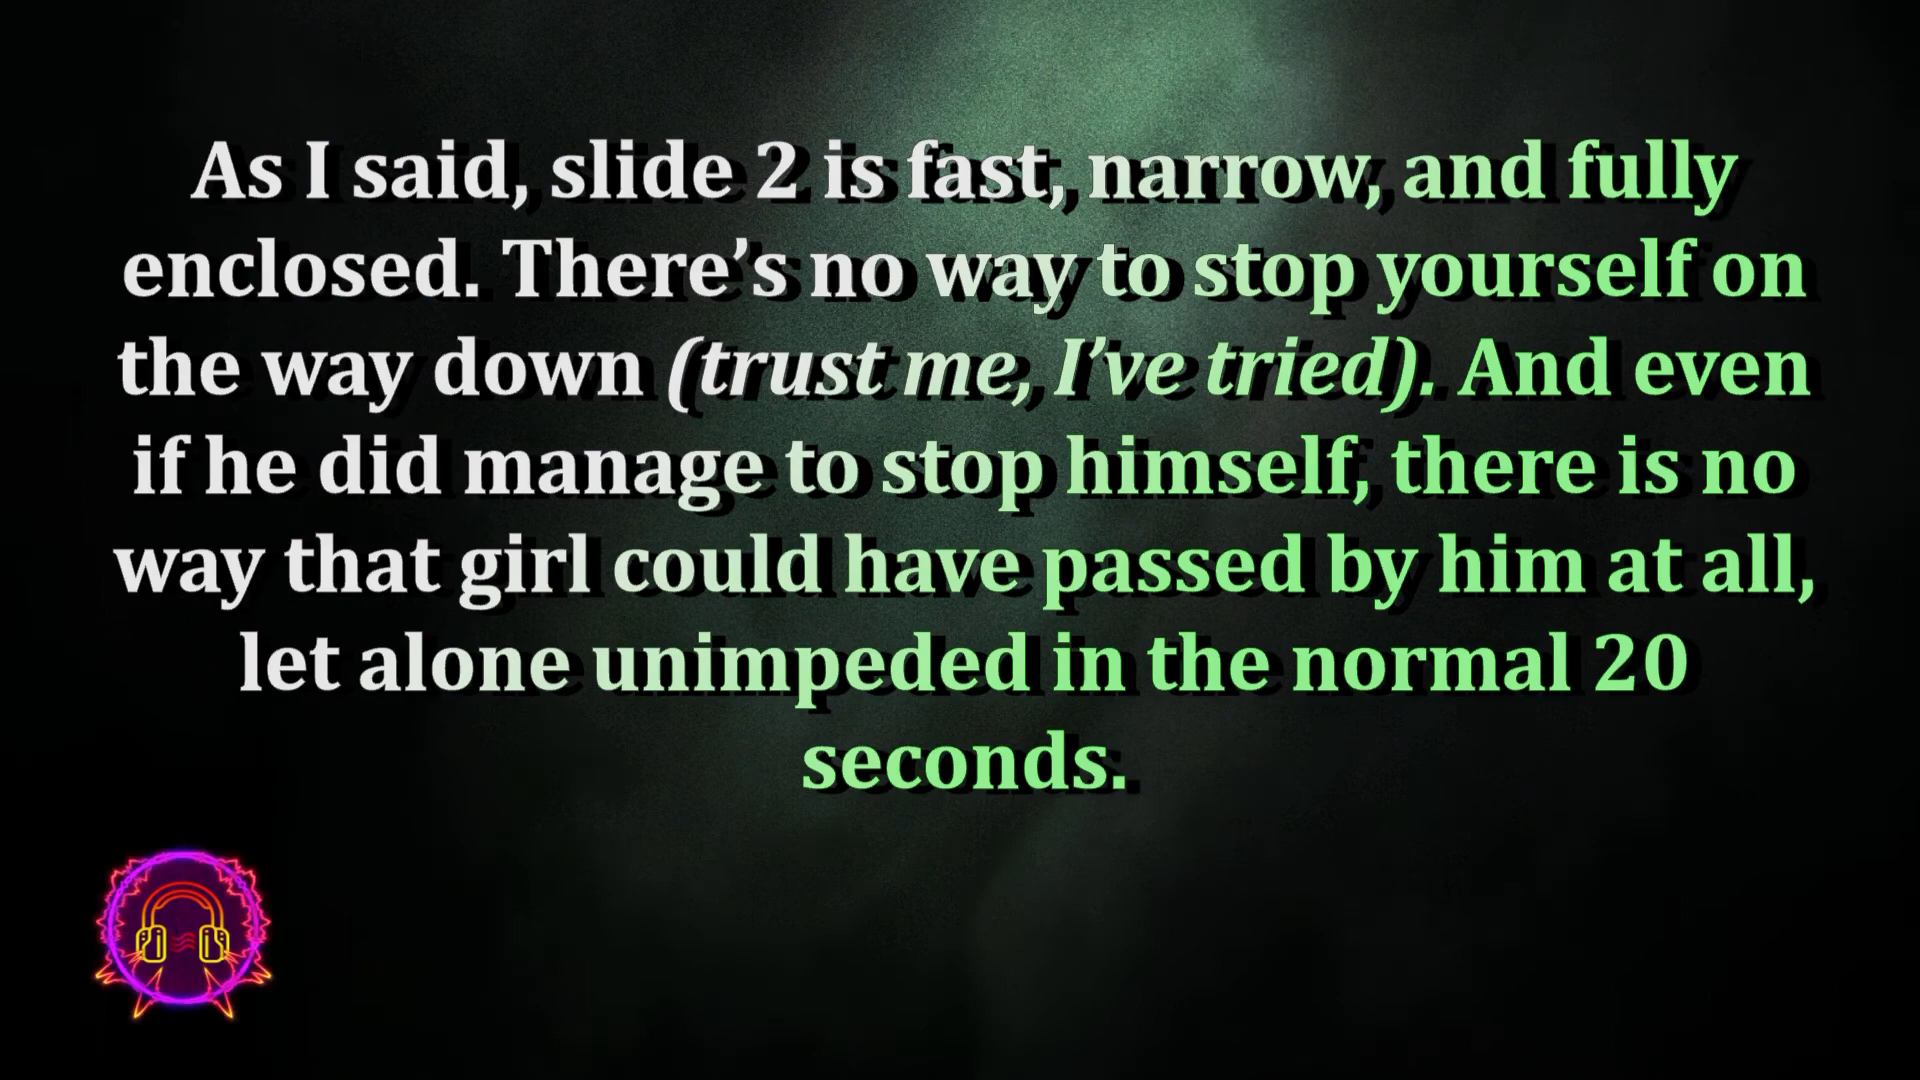 As I said, slide 2 is fast, narrow, and fully
enclosed. There’s no way to stop yourself on
the way down (trust me, I’ve tried). And even
if he did manage to stop himself, there is no
way that girl could have passed by him at all,
let alone unimpeded in the normal 20
seconds.